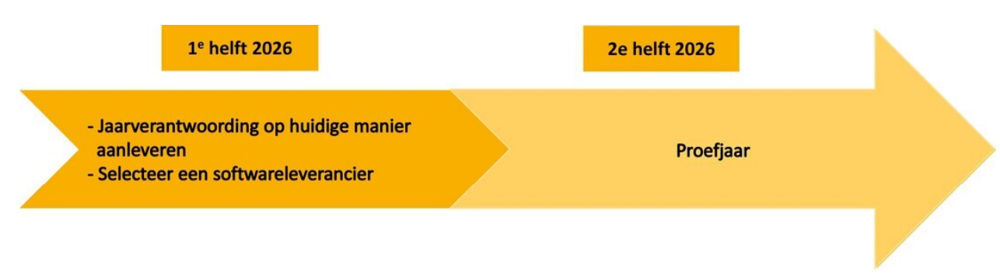 1e helft 2026
2e helft 2026
- Jaarverantwoording op huidige manier
aanleveren
- Selecteer een softwareleverancier
Proefjaar